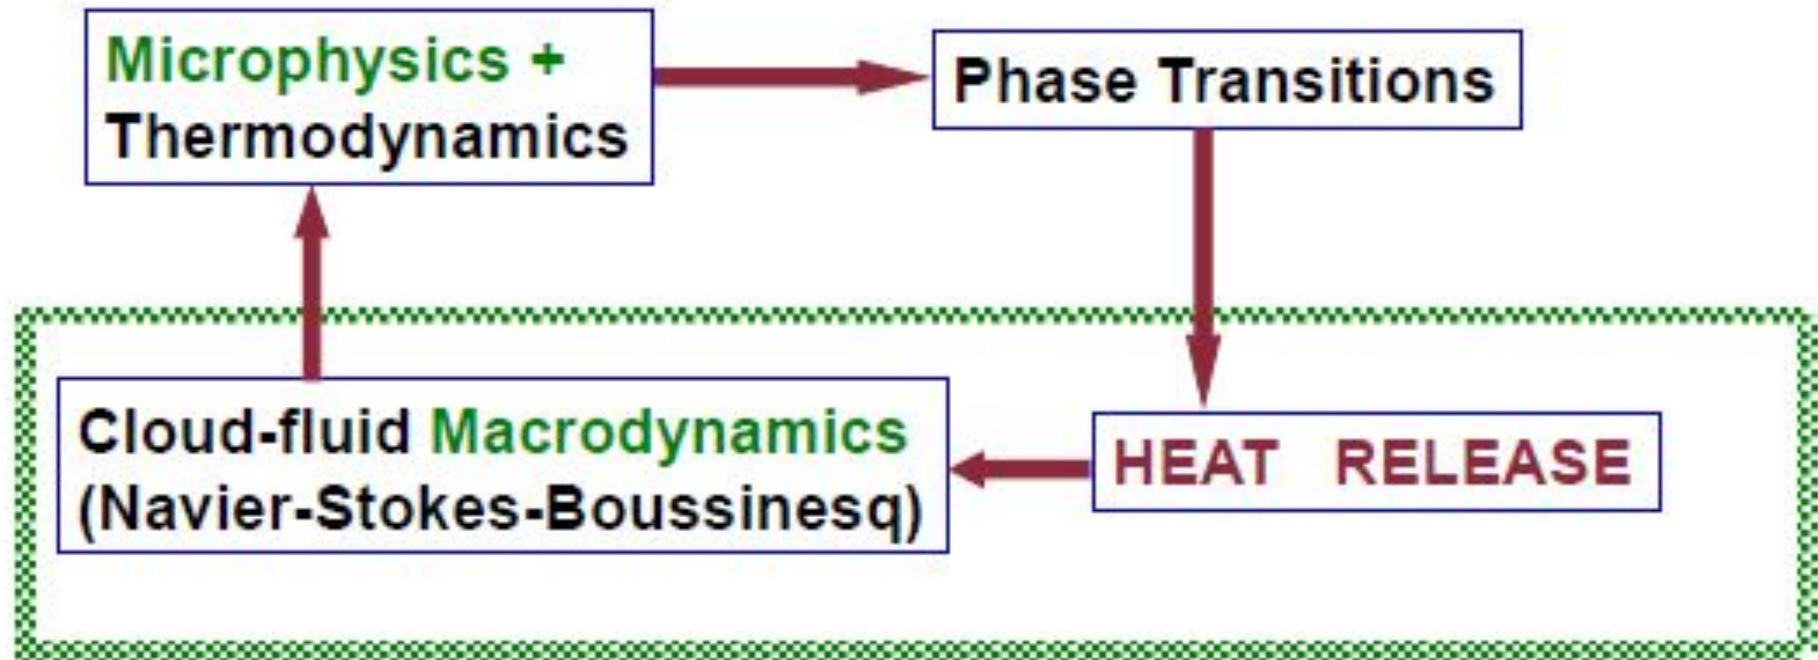 Microphysics +
Thermodynamics
Phase Transitions
Cloud-fluid Macrodynamics
(Navier-Stokes-Boussinesq)
HEAT RELEASE